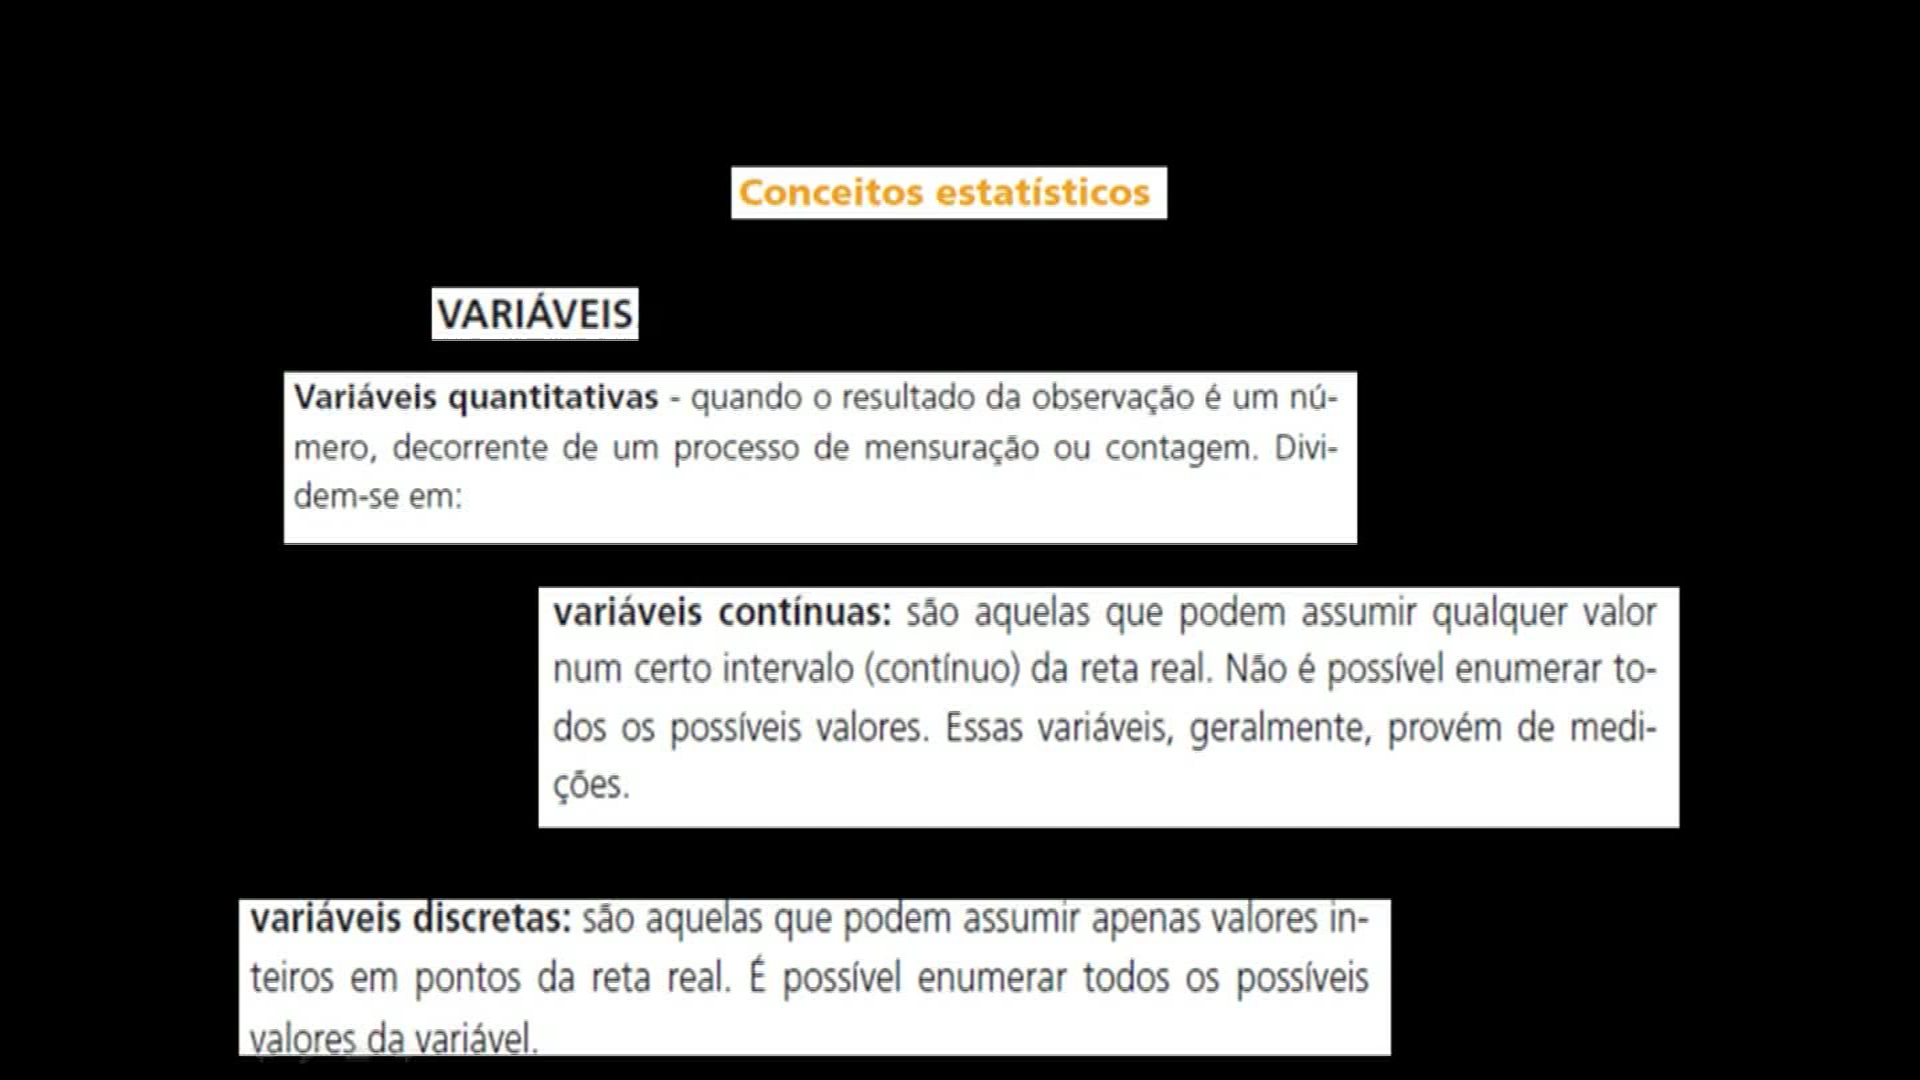 Conceitos estatísticos
VARIÁVEIS
Variáveis quantitativas - quando o resultado da observação é um nú-
mero, decorrente de um processo de mensuração ou contagem. Divi-
dem-se em:
variáveis contínuas: são aquelas que podem assumir qualquer valor
num certo intervalo (contínuo) da reta real. Não é possível enumerar to-
dos os possíveis valores. Essas variáveis, geralmente, provém de medi-
ções.
variáveis discretas: são aquelas que podem assumir apenas valores in-
teiros em pontos da reta real. É possível enumerar todos os possíveis
valores da variável.